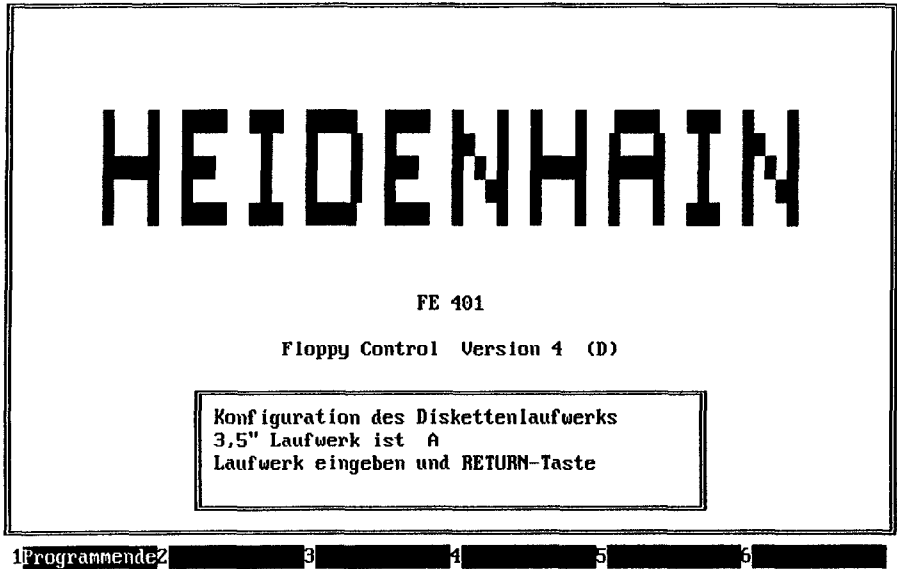 HEIDENHAIN
FE 401
Floppy Control Version 4 (D)
Konfiguration des Diskettenlaufwerks
3,5" Laufwerk ist A
Laufwerk eingeben und RETURN-Taste
1Programmende2 3 4 5 6